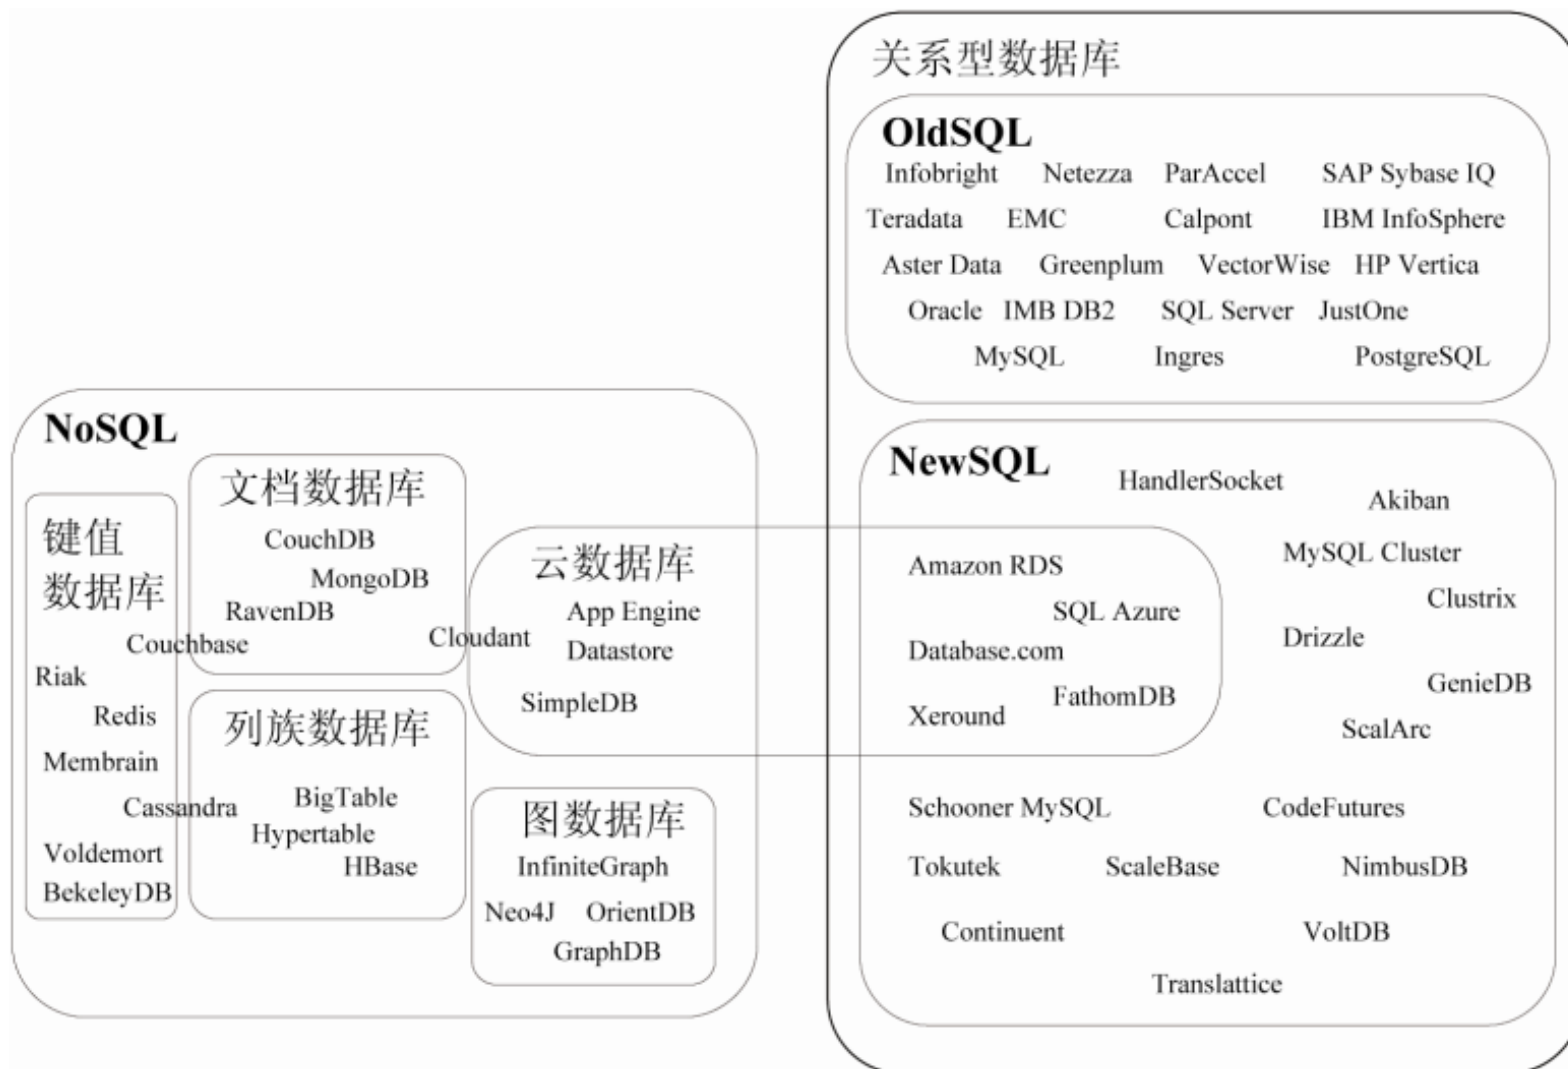 关系型数据库
OldSQL
Infobright Netezza ParAccel SAP Sybase IQ
Teradata EMC Calpont IBM InfoSphere
Aster Data Greenplum VectorWise HP Vertica
Oracle IMB DB2 SQL Server JustOne
MySQL Ingres PostgreSQL
NoSQL
键值
数据库
Couchbase
Riak
Redis
Membrain
Cassandra
Voldemort
BekeleyDB
文档数据库
CouchDB
MongoDB
RavenDB
Cloudant
列族数据库
BigTable
Hypertable
HBase
云数据库
App Engine
Datastore
SimpleDB
图数据库
InfiniteGraph
Neo4J OrientDB
GraphDB
NewSQL
HandlerSocket
Akiban
Amazon RDS
MySQL Cluster
SQL Azure
Clustrix
Database.com
Drizzle
FathomDB
GenieDB
Xeround
ScalArc
Schooner MySQL CodeFutures
Tokutek ScaleBase NimbusDB
Continuent VoltDB
Translattice